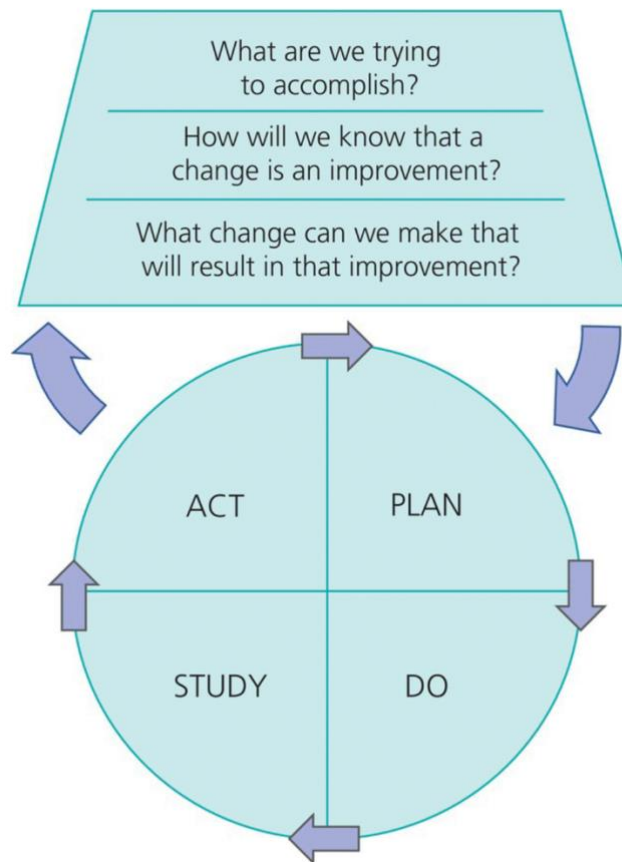 What are we trying
to accomplish?
How will we know that a
change is an improvement?
What change can we make that
will result in that improvement?
ACT
PLAN
STUDY
DO